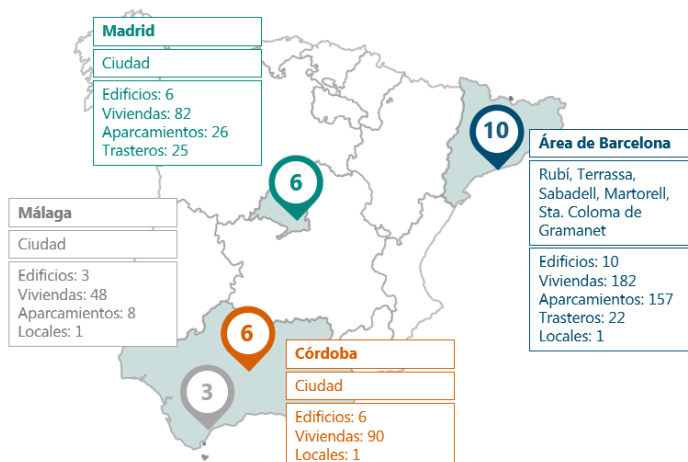 Madrid
Ciudad
Edificios: 6
Viviendas: 82
Aparcamientos: 26
Trasteros: 25
6
10
Área de Barcelona
Rubí, Terrassa,
Sabadell, Martorell,
Sta. Coloma de
Gramanet
Edificios: 10
Viviendas: 182
Aparcamientos: 157
Trasteros: 22
Locales: 1
Málaga
Ciudad
Edificios: 3
Viviendas: 48
Aparcamientos: 8
Locales: 1
3
6
Córdoba
Ciudad
Edificios: 6
Viviendas: 90
Locales: 1